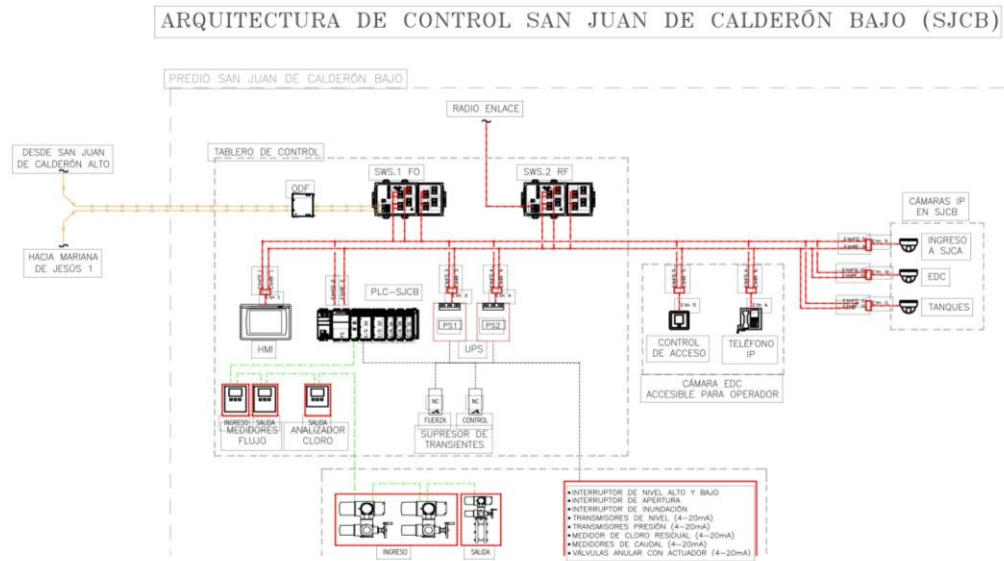 ARQUITECTURA DE CONTROL SAN JUAN DE CALDERÓN BAJO (SJCB)
PREDIO SAN JUAN DE CALDERÓN BAJO
RADIO ENLACE
DESDE SAN JUAN
DE CALDERÓN ALTO
TABLERO DE CONTROL
ODF
SWS.1 FO
SWS.2 RF
HACIA MARIANA
DE JESÚS 1
CÁMARAS IP
EN SJCB
INGRESO
A SJCA
EDC
TANQUES
HMI
PLC-SJCB
PS1
PS2
UPS
CONTROL
DE ACCESO
TELÉFONO
IP
CÁMARA EDC
ACCESIBLE PARA OPERADOR
INGRESO
SALIDA
MEDIDORES
FLUJO
SALIDA
ANALIZADOR
CLORO
NC
NC
FUERZA
CONTROL
SUPRESOR DE
TRANSIENTES
INGRESO
SALIDA
•INTERRUPTOR DE NIVEL ALTO Y BAJO
•INTERRUPTOR DE APERTURA
•INTERRUPTOR DE INUNDACIÓN
•TRANSMISORES DE NIVEL (4-20mA)
•TRANSMISORES PRESIÓN (4-20mA)
•MEDIDOR DE CLORO RESIDUAL (4-20mA)
•MEDIDORES DE CAUDAL (4-20mA)
•VÁLVULAS ANULAR CON ACTUADOR (4-20mA)